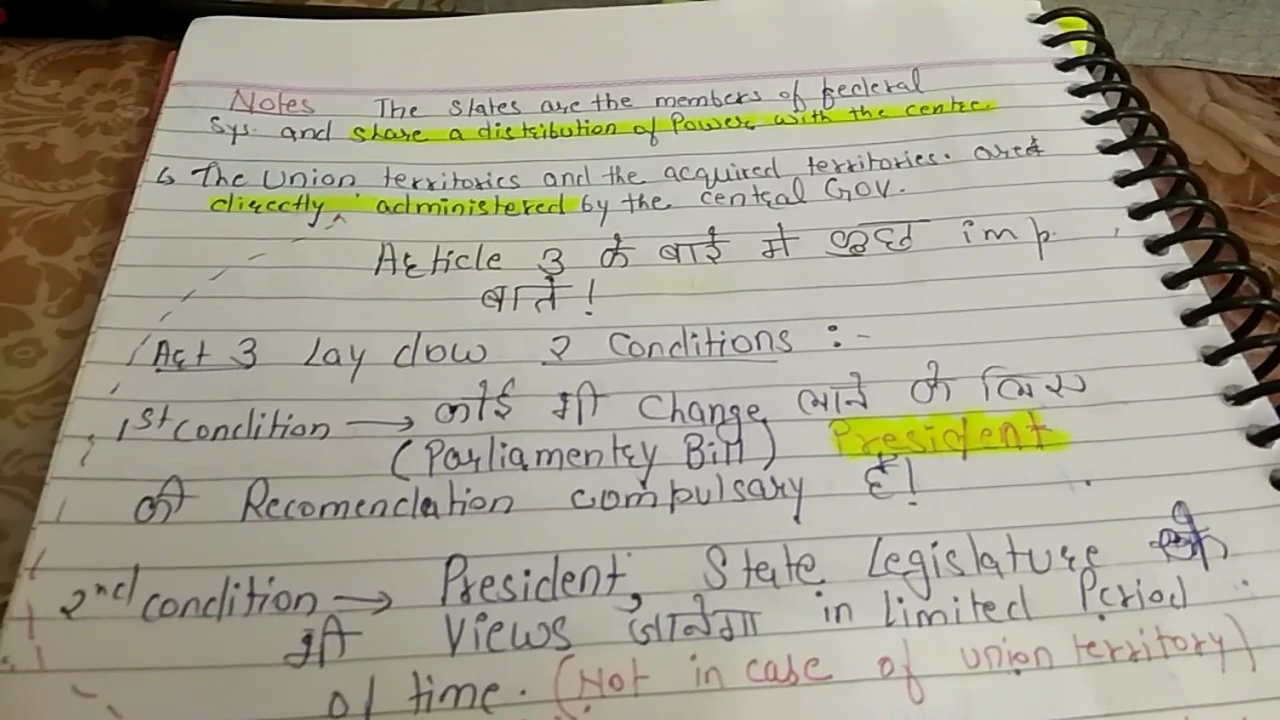 Notes The States are the members of federal
Sys. and share a distribution of Power with the centre.
↳ The Union territories and the acquired territories. are
directly administered by the central Gov.
Article 3 के बारे में कुछ imp.
बातें!
Act 3 Lay dow 2 Conditions :-
1st condition → कोई भी change लाने के लिए
(Parliamentry Bill) President
की Recomendation compulsary है!
2nd condition → President, State Legislature की
भी views जानेगा in limited Period
of time. (Not in case of union territory)